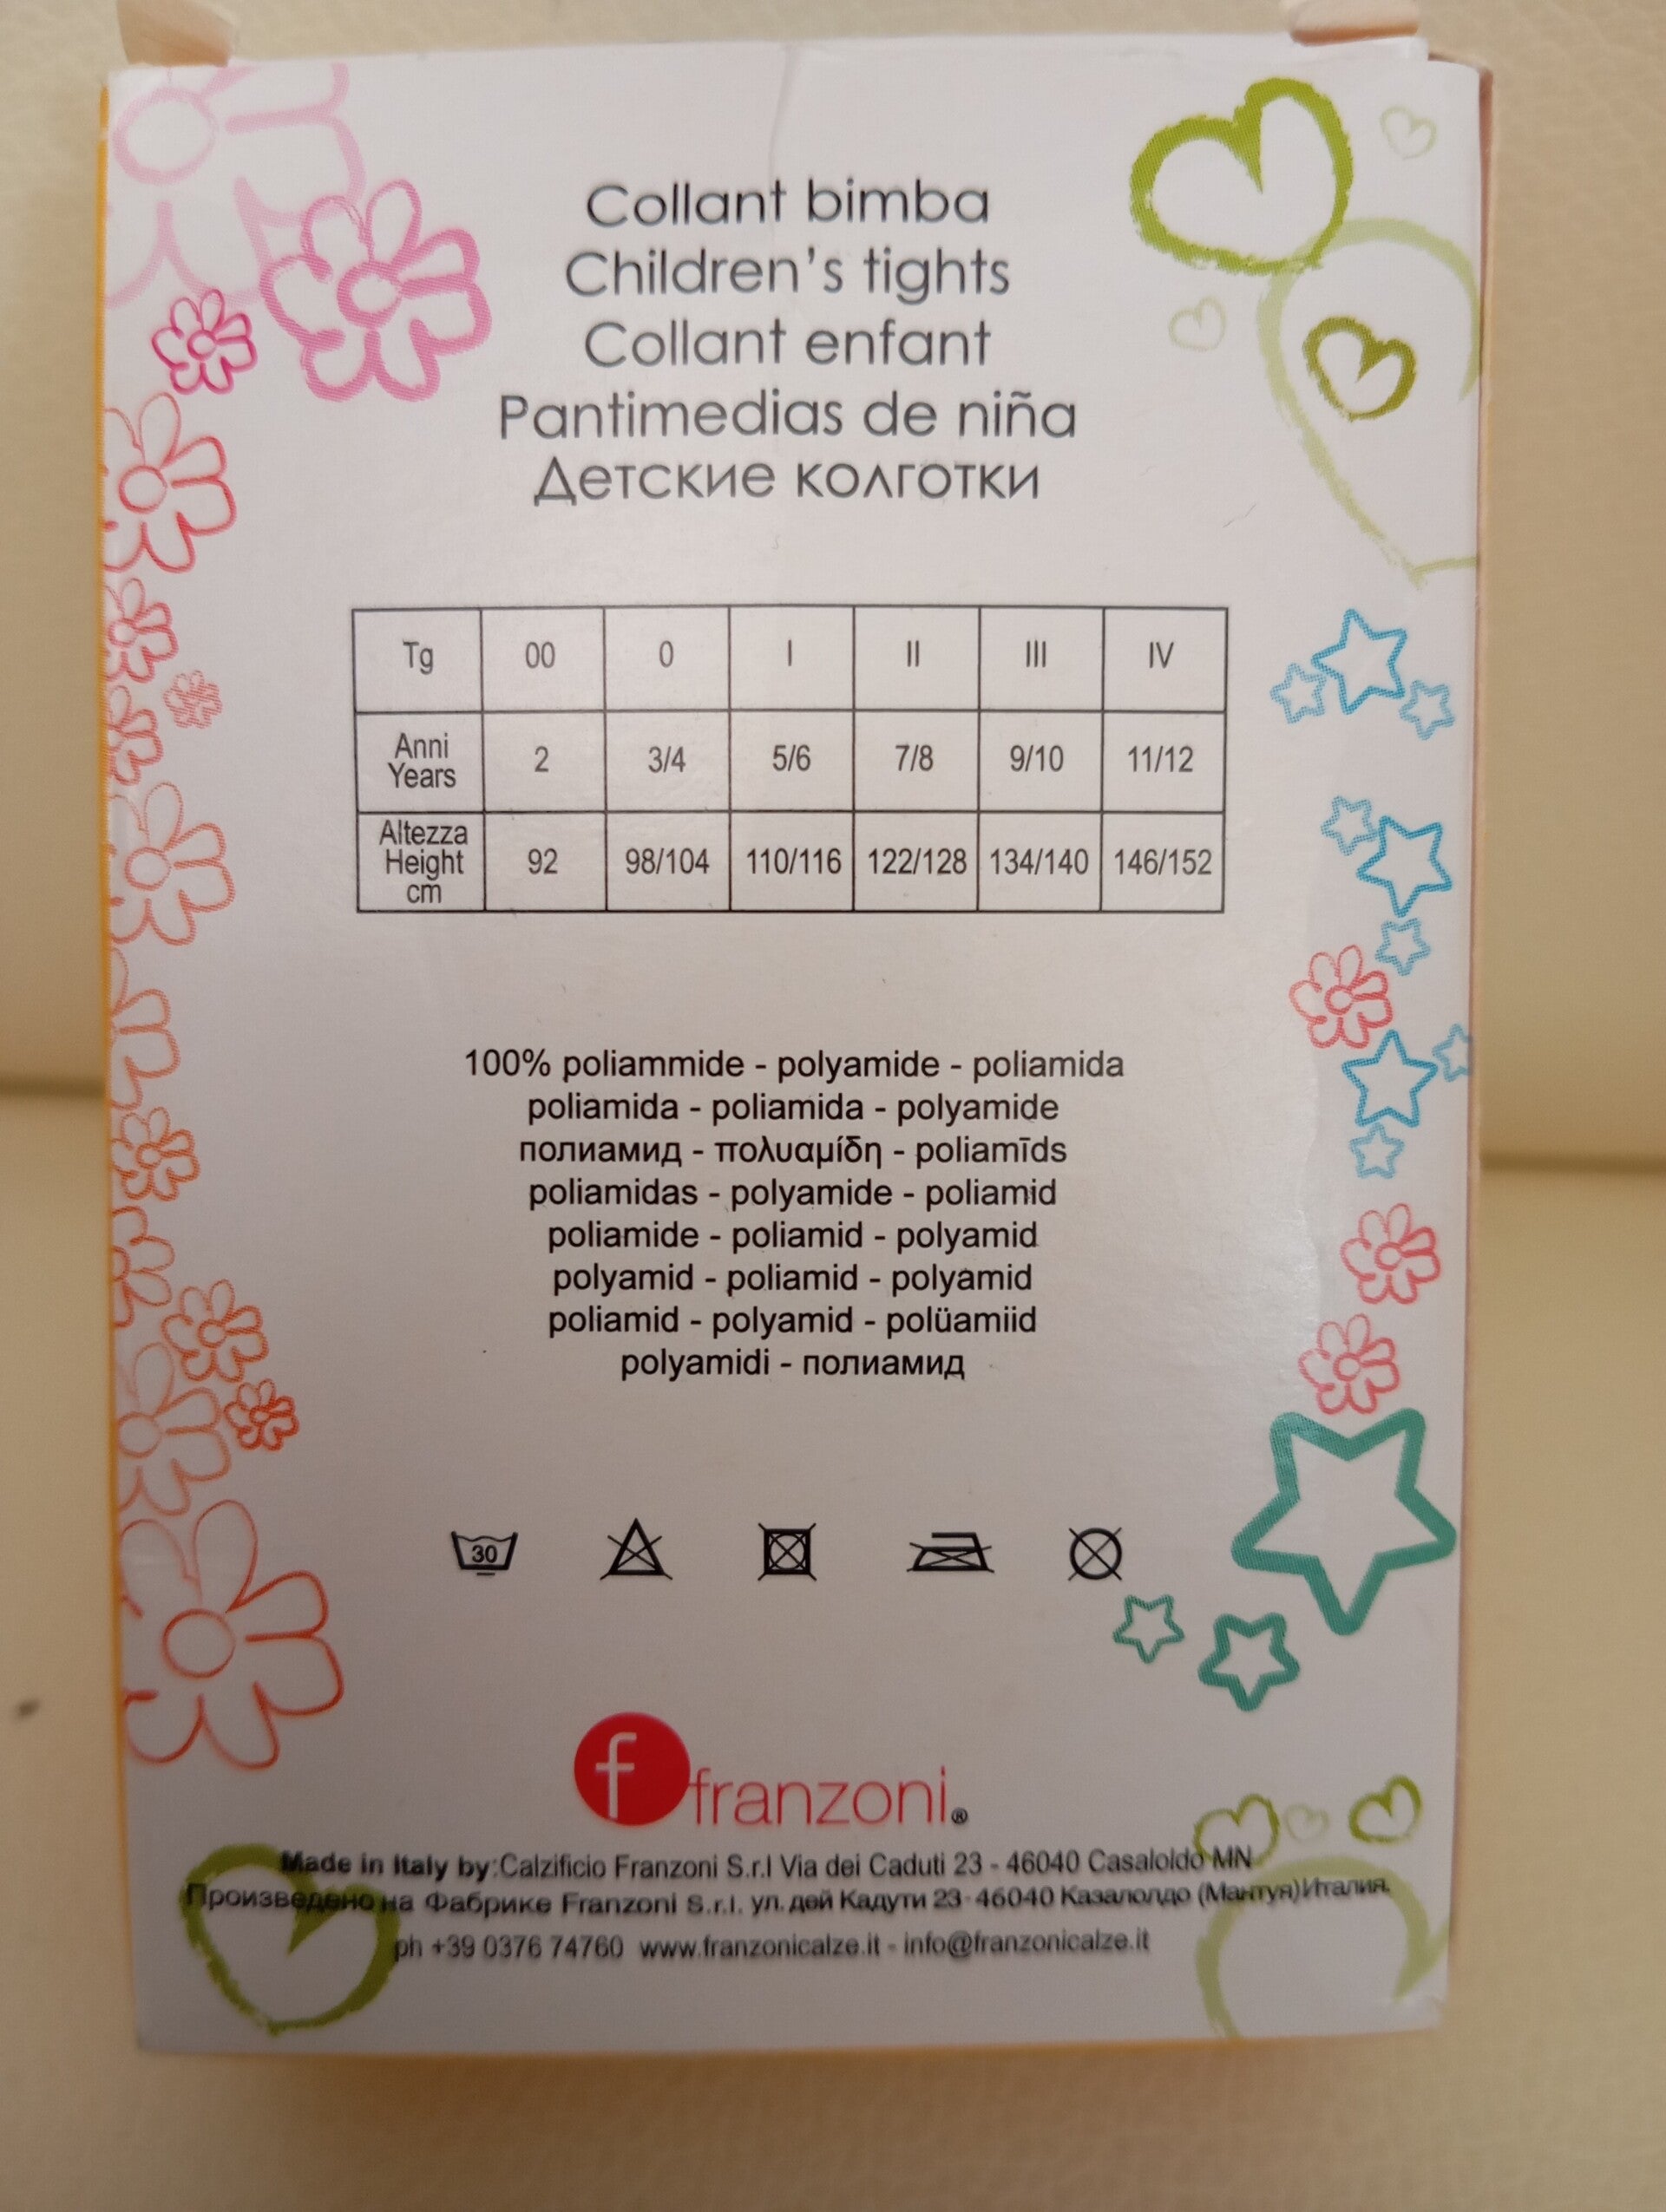 Collant bimba
Children's tights
Collant enfant
Pantimedias de niña
Детские колготки
Tg 00 0 I II III IV
Anni Years 2 3/4 5/6 7/8 9/10 11/12
Altezza Height cm 92 98/104 110/116 122/128 134/140 146/152
100% poliammide - polyamide - poliamida
poliamida - poliamida - polyamide
полиамид - πολυαμίδη - poliamīds
poliamidas - polyamide - poliamid
poliamide - poliamid - polyamid
polyamid - poliamid - polyamid
poliamid - polyamid - polüamiid
polyamidi - полиамид
30
f franzoni®
Made in Italy by:Calzificio Franzoni S.r.l Via dei Caduti 23 - 46040 Casaloldo MN
Произведено на Фабрике Franzoni S.r.l. ул. дей Кадути 23-46040 Казалолдо (Мантуя)Италия.
ph +39 0376 74760 www.franzonicalze.it - info@franzonicalze.it